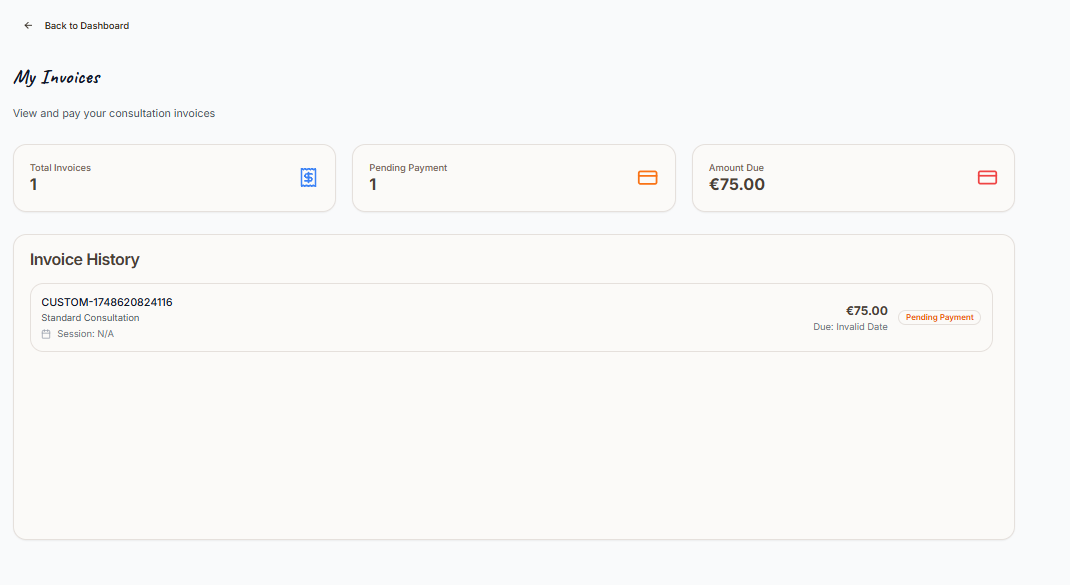 Back to Dashboard
My Invoices
View and pay your consultation invoices
Total Invoices
1
Pending Payment
1
Amount Due
€75.00
Invoice History
CUSTOM-1748620824116
Standard Consultation
Session: N/A
€75.00
Due: Invalid Date
Pending Payment